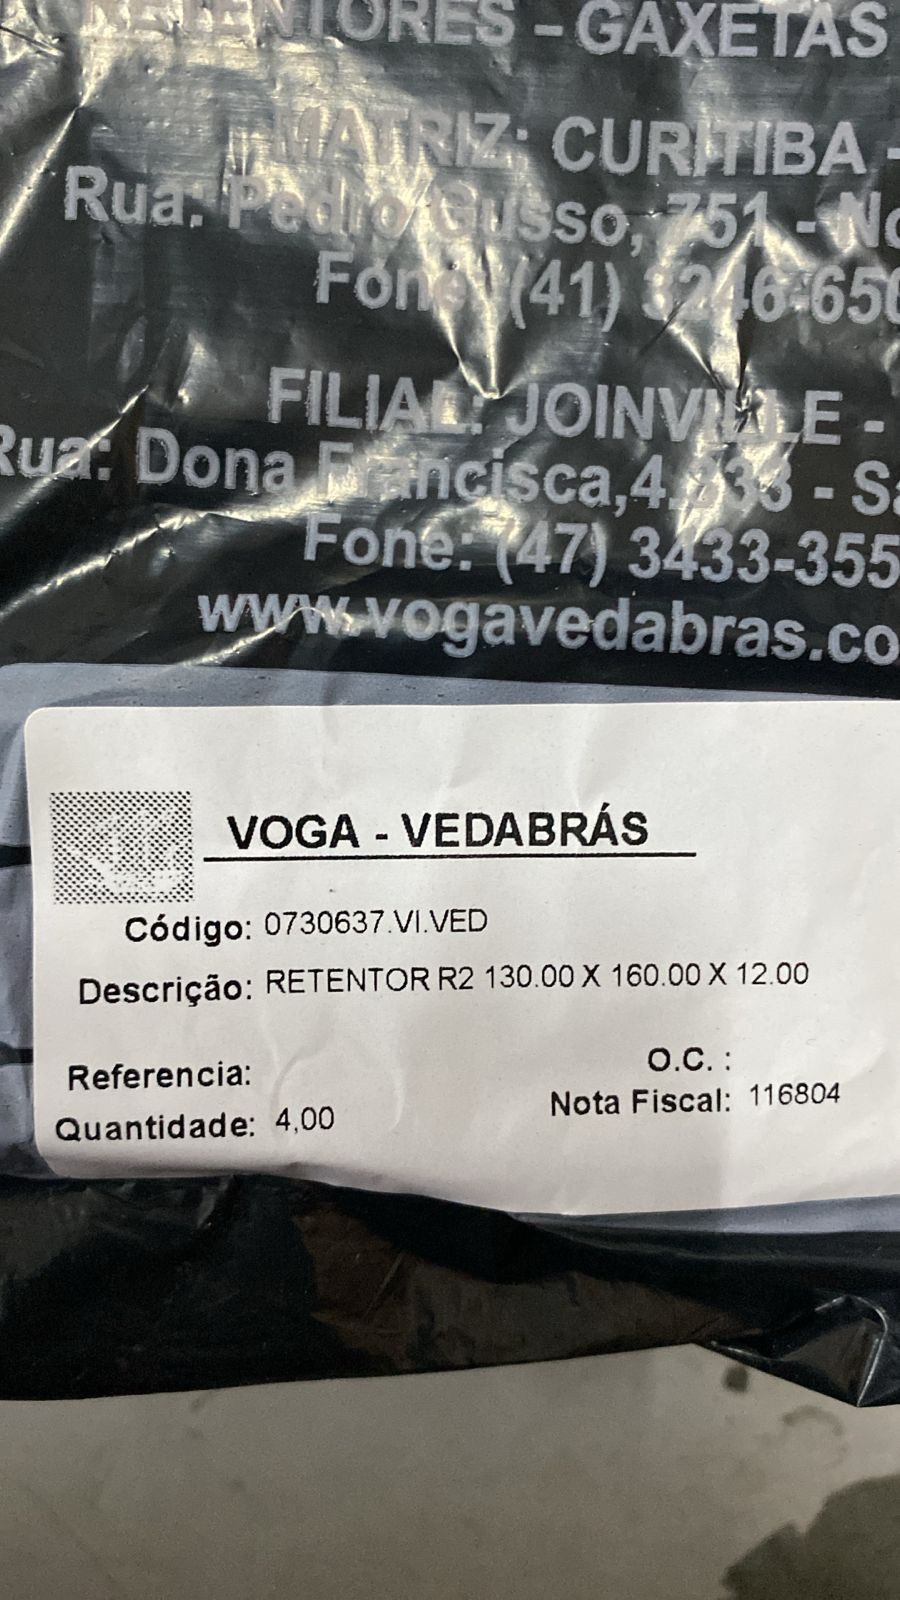 RETENTORES - GAXETAS
MATRIZ: CURITIBA -
Rua: Pedro Gusso, 751 - No
Fone: (41) 3246-650
FILIAL: JOINVILLE -
Rua: Dona Francisca,4.
- Sa
Fone: (47) 3433-355
www.vogavedabras.co
VOGA - VEDABRÁS
Código: 0730637.VI.VED
Descrição: RETENTOR R2 130.00 X 160.00 X 12.00
Referencia:
O.C. :
Quantidade: 4,00
Nota Fiscal: 116804